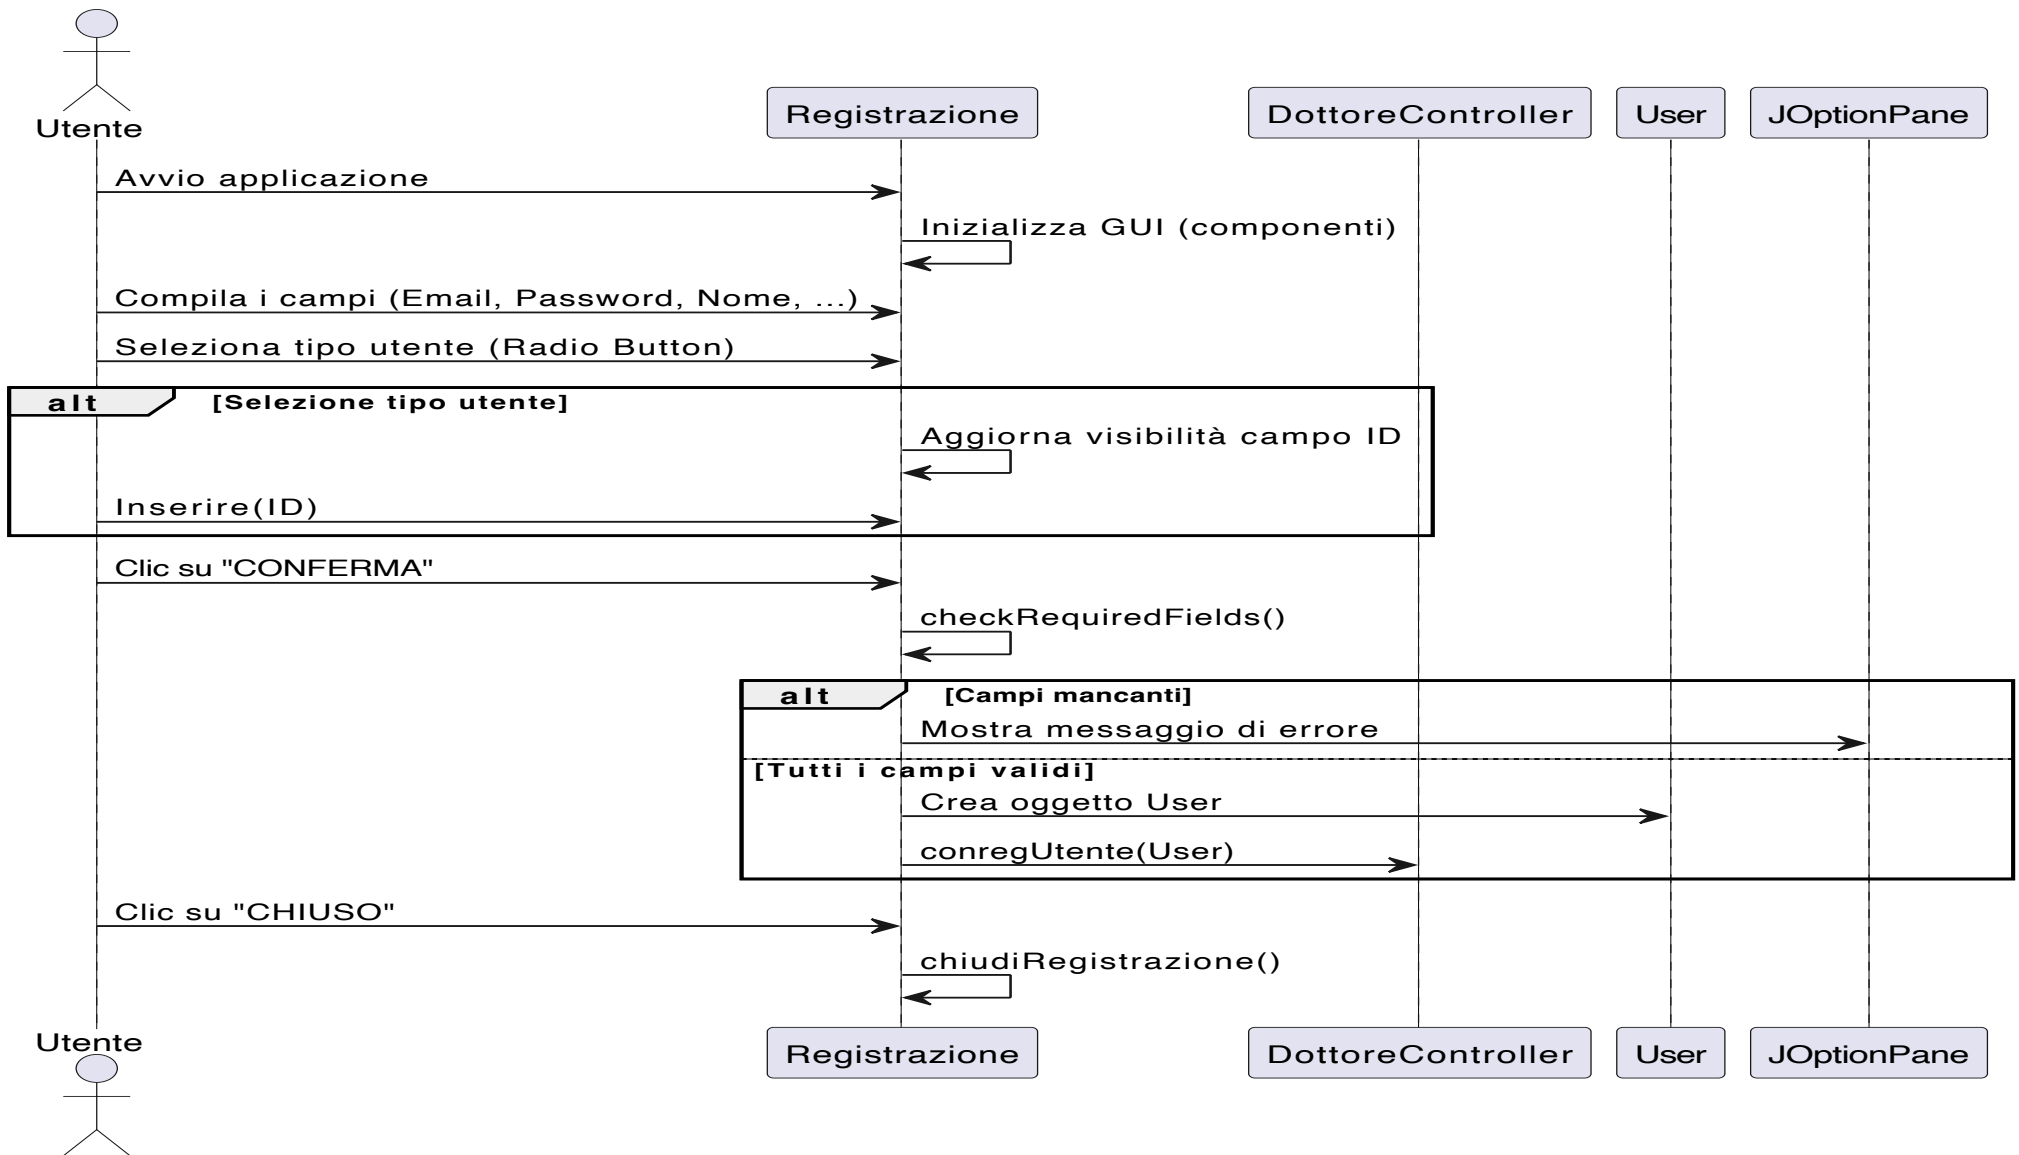 Utente
Registrazione
DottoreController
User
JOptionPane
Avvio applicazione
Inizializza GUI (componenti)
Compila i campi (Email, Password, Nome, ...)
Seleziona tipo utente (Radio Button)
alt
[Selezione tipo utente]
Aggiorna visibilità campo ID
Inserire(ID)
Clic su "CONFERMA"
checkRequiredFields()
alt
[Campi mancanti]
Mostra messaggio di errore
[Tutti i campi validi]
Crea oggetto User
conregUtente(User)
Clic su "CHIUSO"
chiudiRegistrazione()
Utente
Registrazione
DottoreController
User
JOptionPane